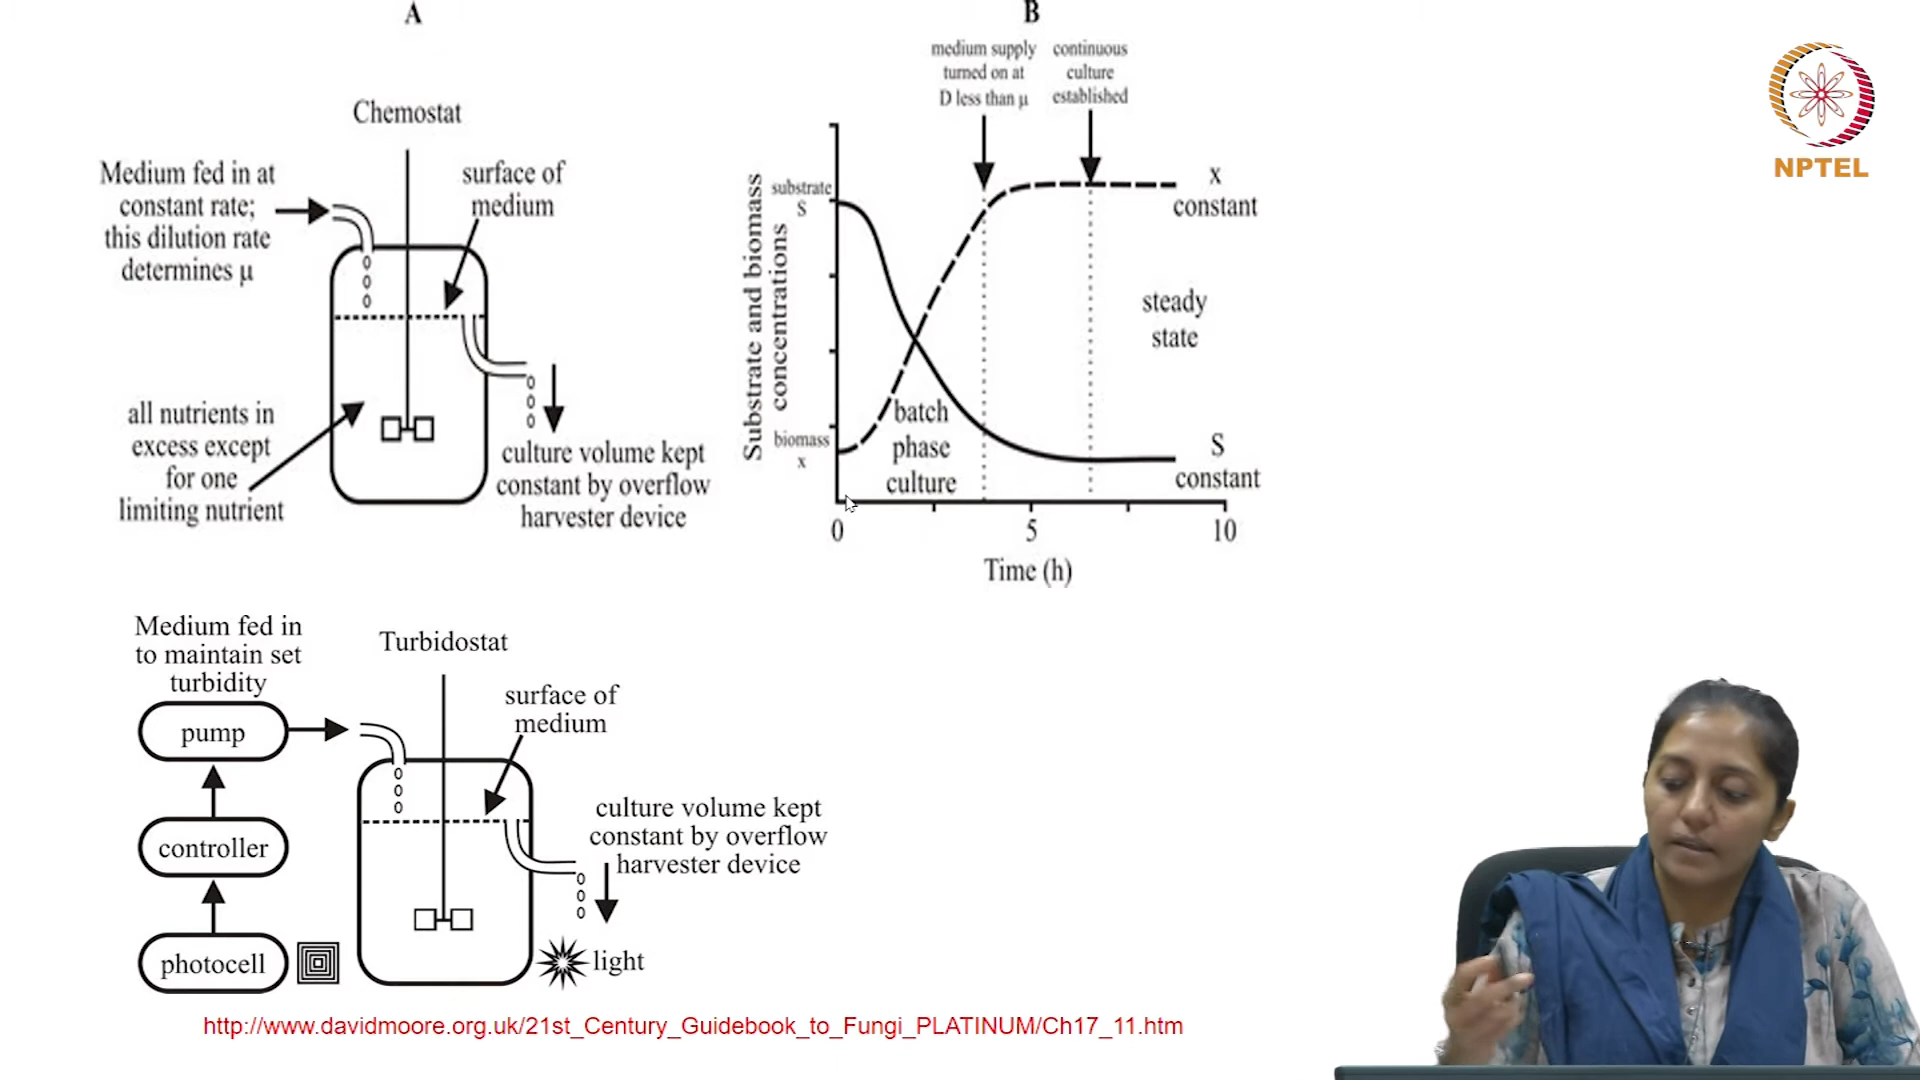 A
Chemostat
Medium fed in at
constant rate;
this dilution rate
determines μ
surface of
medium
all nutrients in
excess except
for one
limiting nutrient
culture volume kept
constant by overflow
harvester device
B
medium supply
turned on at
D less than μ
continuous
culture
established
Substrate and biomass
concentrations
substrate
S
biomass
x
batch
phase
culture
x
constant
steady
state
S
constant
0
5
10
Time (h)
NPTEL
Medium fed in
to maintain set
turbidity
Turbidostat
pump
controller
photocell
surface of
medium
culture volume kept
constant by overflow
harvester device
light
http://www.davidmoore.org.uk/21st_Century_Guidebook_to_Fungi_PLATINUM/Ch17_11.htm